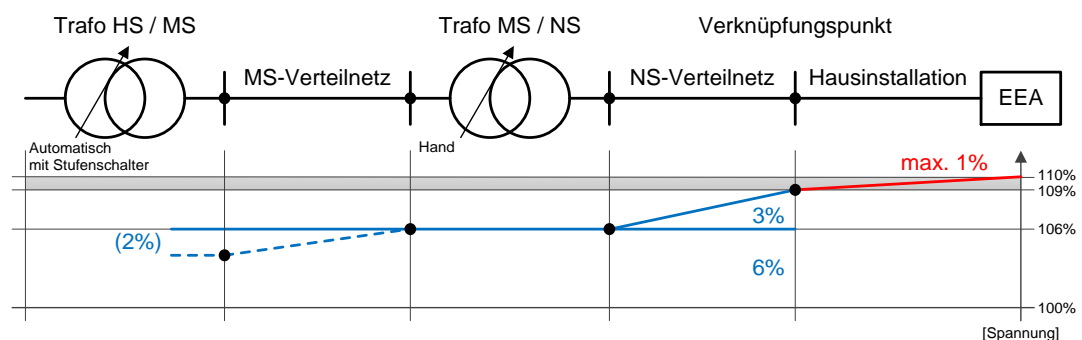 Trafo HS / MS
Trafo MS / NS
Verknüpfungspunkt
MS-Verteilnetz
NS-Verteilnetz
Hausinstallation
EEA
Automatisch
mit Stufenschalter
Hand
max. 1%
110%
109%
3%
(2%)
106%
6%
100%
[Spannung]